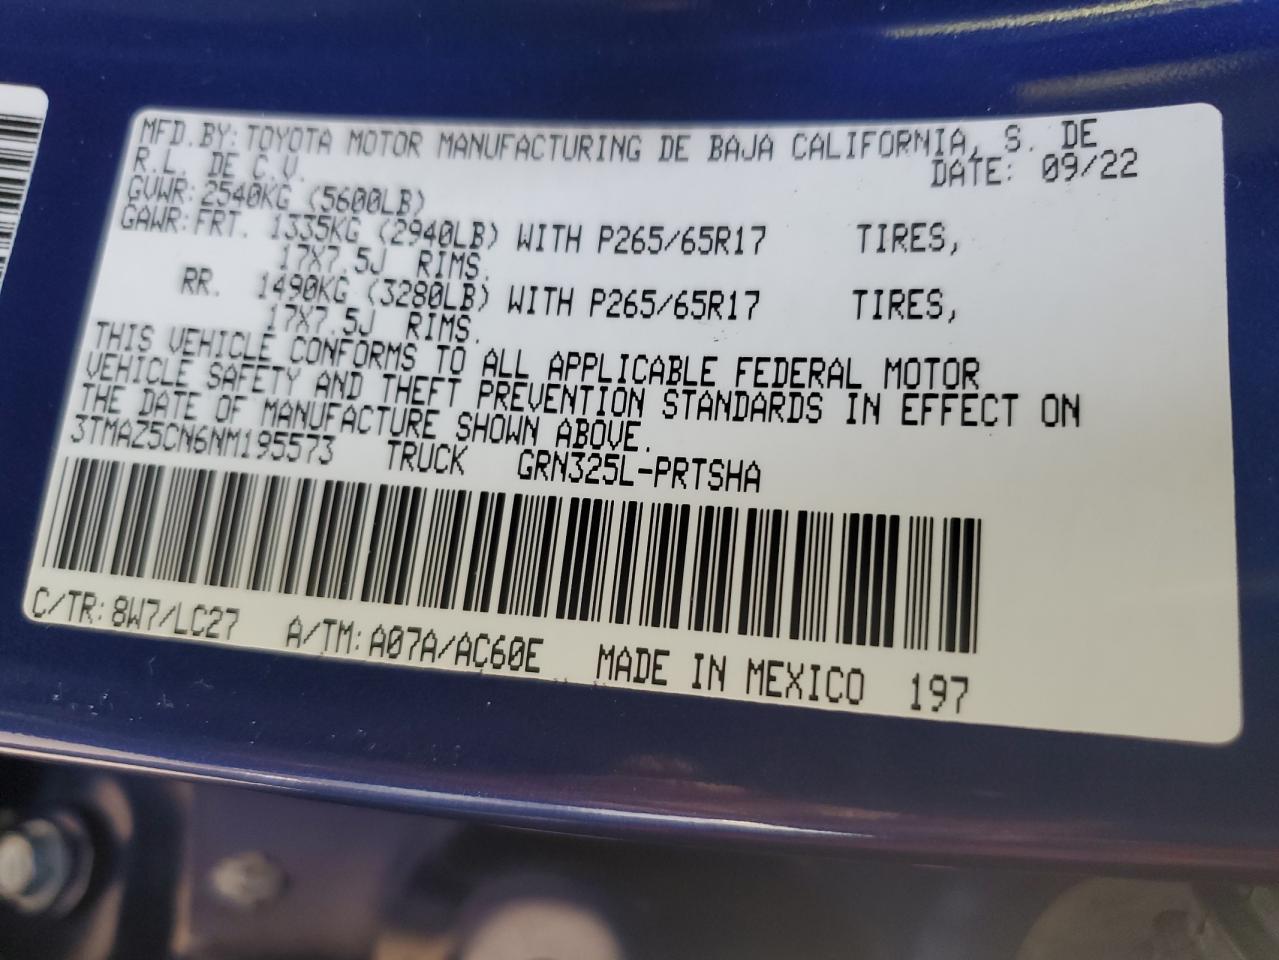 MFD.BY: TOYOTA MOTOR MANUFACTURING DE BAJA CALIFORNIA, S. DE
R.L. DE C.V. DATE: 09/22
GVWR: 2540KG (5600LB)
GAWR: FRT. 1335KG (2940LB) WITH P265/65R17 TIRES,
17X7.5J RIMS.
RR. 1490KG (3280LB) WITH P265/65R17 TIRES,
17X7.5J RIMS.
THIS VEHICLE CONFORMS TO ALL APPLICABLE FEDERAL MOTOR
VEHICLE SAFETY AND THEFT PREVENTION STANDARDS IN EFFECT ON
THE DATE OF MANUFACTURE SHOWN ABOVE.
3TMAZ5CN6NM195573 TRUCK GRN325L-PRTSHA
C/TR: 8W7/LC27 A/TM: A07A/AC60E MADE IN MEXICO 197